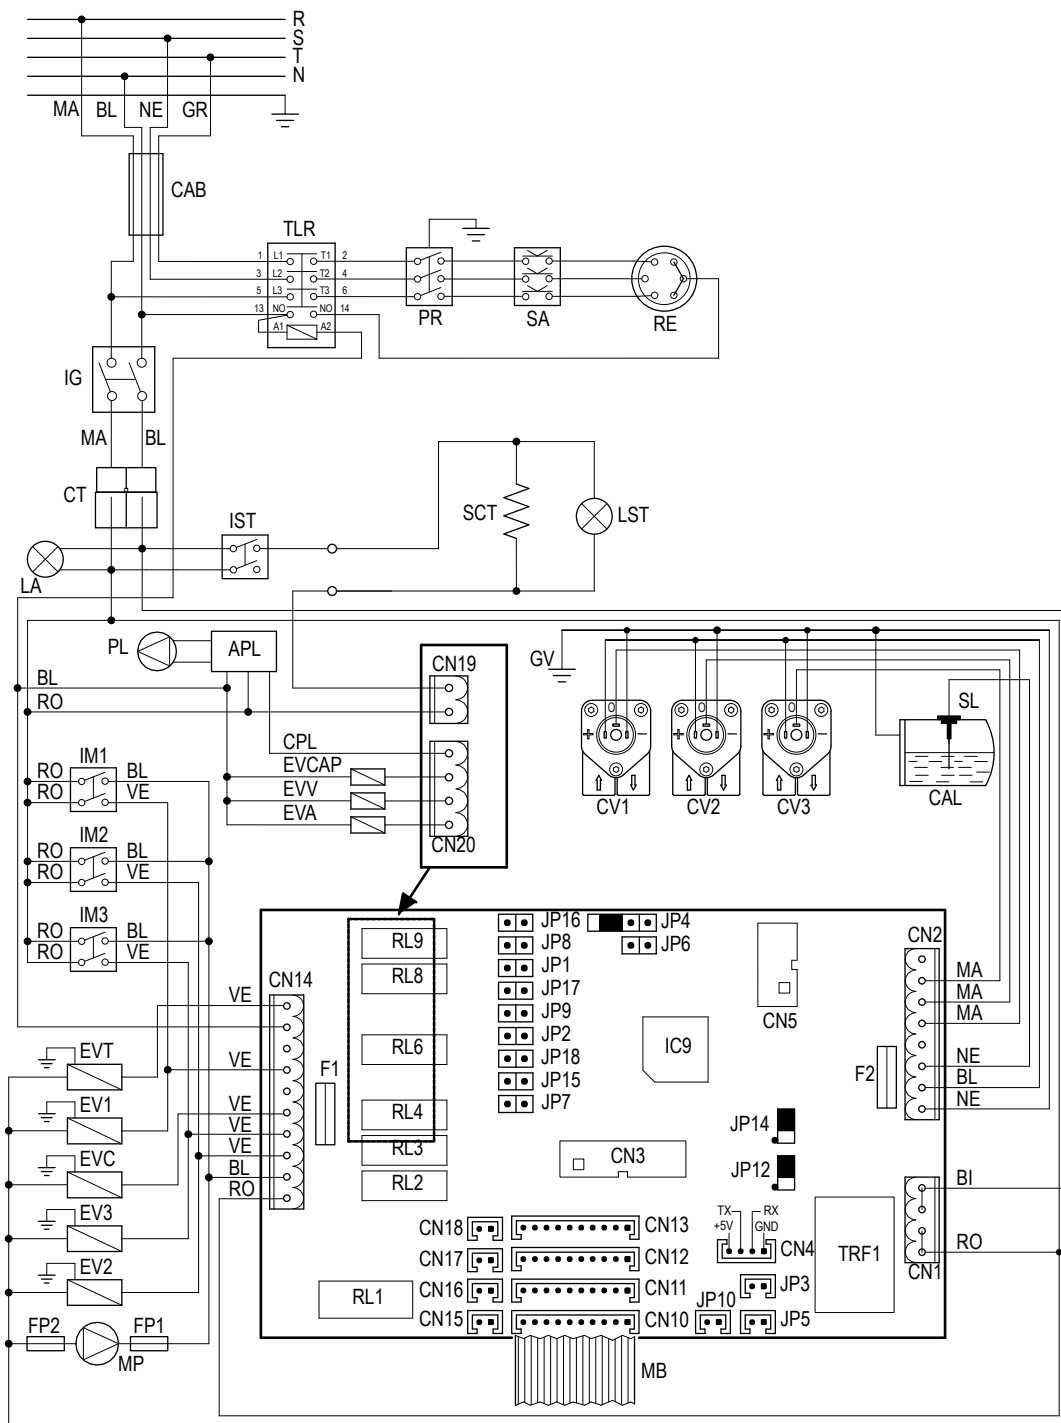 R
S
T
N
MA BL NE GR
CAB
TLR
1 L1 T1 2
3 L2 T2 4
5 L3 T3 6
13 NO NO 14
A1 A2
PR
SA
RE
IG
MA BL
CT
IST
SCT
LST
LA
PL
APL
BL
RO
CN19
CPL
EVCAP
EVV
EVA
CN20
GV
SL
+ 0 −
+ 0 −
+ 0 −
CV1
CV2
CV3
CAL
IM1
RO BL
RO VE
IM2
RO BL
RO VE
IM3
RO BL
RO VE
CN14
VE
VE
VE
VE
VE
BL
RO
EVT
EV1
EVC
EV3
EV2
FP2
FP1
MP
F1
RL9
RL8
RL6
RL4
RL3
RL2
RL1
JP16
JP8
JP1
JP17
JP9
JP2
JP18
JP15
JP7
JP4
JP6
CN5
IC9
CN2
MA
MA
MA
NE
BL
NE
F2
JP14
JP12
CN3
TX RX
+5V GND
CN4
TRF1
BI
RO
CN1
CN18
CN17
CN16
CN15
CN13
CN12
CN11
CN10
JP3
JP10
JP5
MB